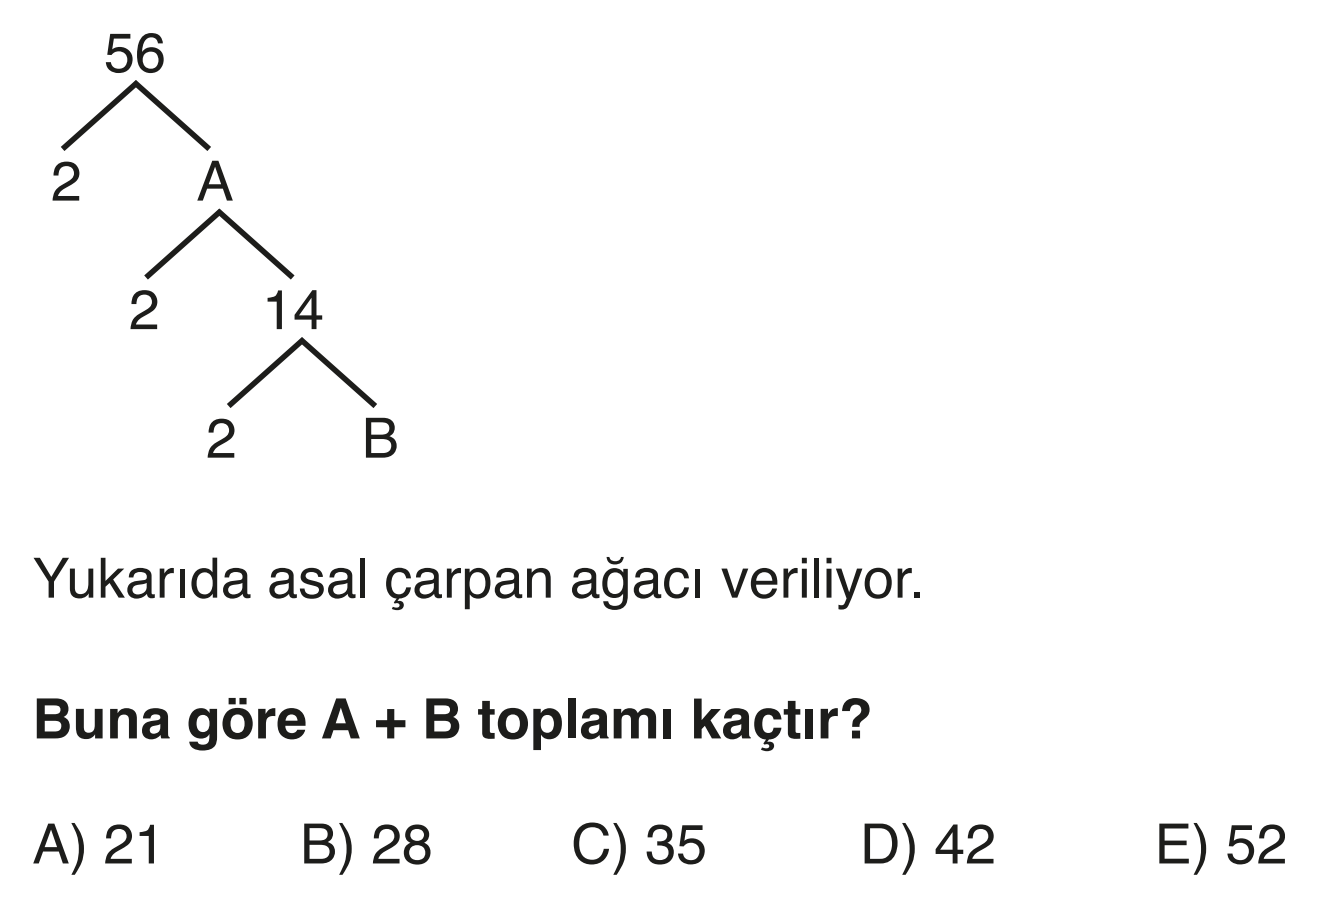 56
2 A
2 14
2 B
Yukarıda asal çarpan ağacı veriliyor.
Buna göre A + B toplamı kaçtır?
A) 21 B) 28 C) 35 D) 42 E) 52